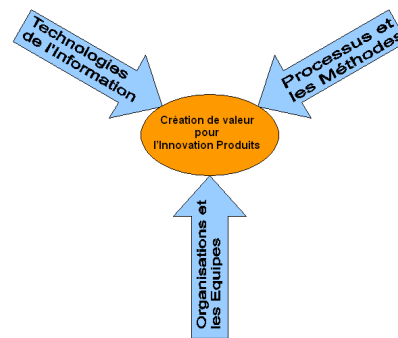 Technologies
de l'Information
Processus et
les Méthodes
Création de valeur
pour
l'Innovation Produits
Organisations et
les Equipes